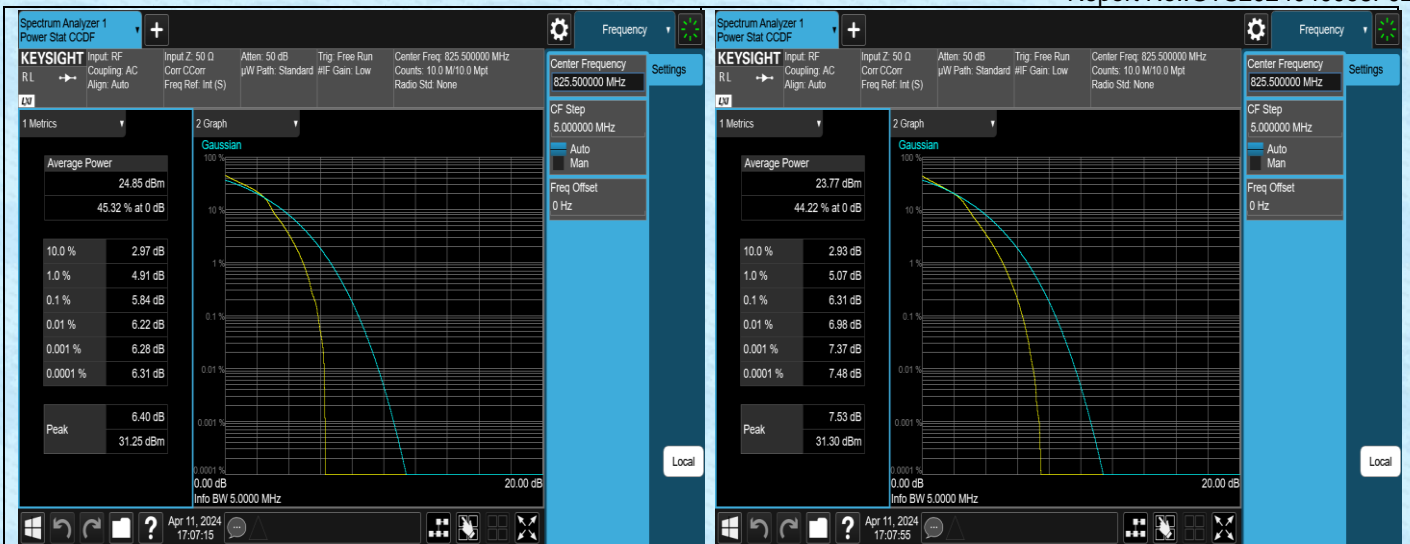 Spectrum Analyzer 1
Power Stat CCDF
Frequency
KEYSIGHT
Input: RF
Coupling: AC
Align: Auto
Input Z: 50 Ω
Corr CCorr
Freq Ref: Int (S)
Atten: 50 dB
µW Path: Standard
Trig: Free Run
#IF Gain: Low
Center Freq: 825.500000 MHz
Counts: 10.0 M/10.0 Mpt
Radio Std: None
R L
LXI
Center Frequency
825.500000 MHz
Settings
CF Step
5.000000 MHz
Auto
Man
Freq Offset
0 Hz
1 Metrics
2 Graph
Average Power
24.85 dBm
45.32 % at 0 dB
10.0 % 2.97 dB
1.0 % 4.91 dB
0.1 % 5.84 dB
0.01 % 6.22 dB
0.001 % 6.28 dB
0.0001 % 6.31 dB
Peak
6.40 dB
31.25 dBm
Gaussian
100 %
10 %
1 %
0.1 %
0.01 %
0.001 %
0.0001 %
0.00 dB
20.00 dB
Info BW 5.0000 MHz
Local
?
Apr 11, 2024
17:07:15
Spectrum Analyzer 1
Power Stat CCDF
Frequency
KEYSIGHT
Input: RF
Coupling: AC
Align: Auto
Input Z: 50 Ω
Corr CCorr
Freq Ref: Int (S)
Atten: 50 dB
µW Path: Standard
Trig: Free Run
#IF Gain: Low
Center Freq: 825.500000 MHz
Counts: 10.0 M/10.0 Mpt
Radio Std: None
R L
LXI
Center Frequency
825.500000 MHz
Settings
CF Step
5.000000 MHz
Auto
Man
Freq Offset
0 Hz
1 Metrics
2 Graph
Average Power
23.77 dBm
44.22 % at 0 dB
10.0 % 2.93 dB
1.0 % 5.07 dB
0.1 % 6.31 dB
0.01 % 6.98 dB
0.001 % 7.37 dB
0.0001 % 7.48 dB
Peak
7.53 dB
31.30 dBm
Gaussian
100 %
10 %
1 %
0.1 %
0.01 %
0.001 %
0.0001 %
0.00 dB
20.00 dB
Info BW 5.0000 MHz
Local
?
Apr 11, 2024
17:07:55